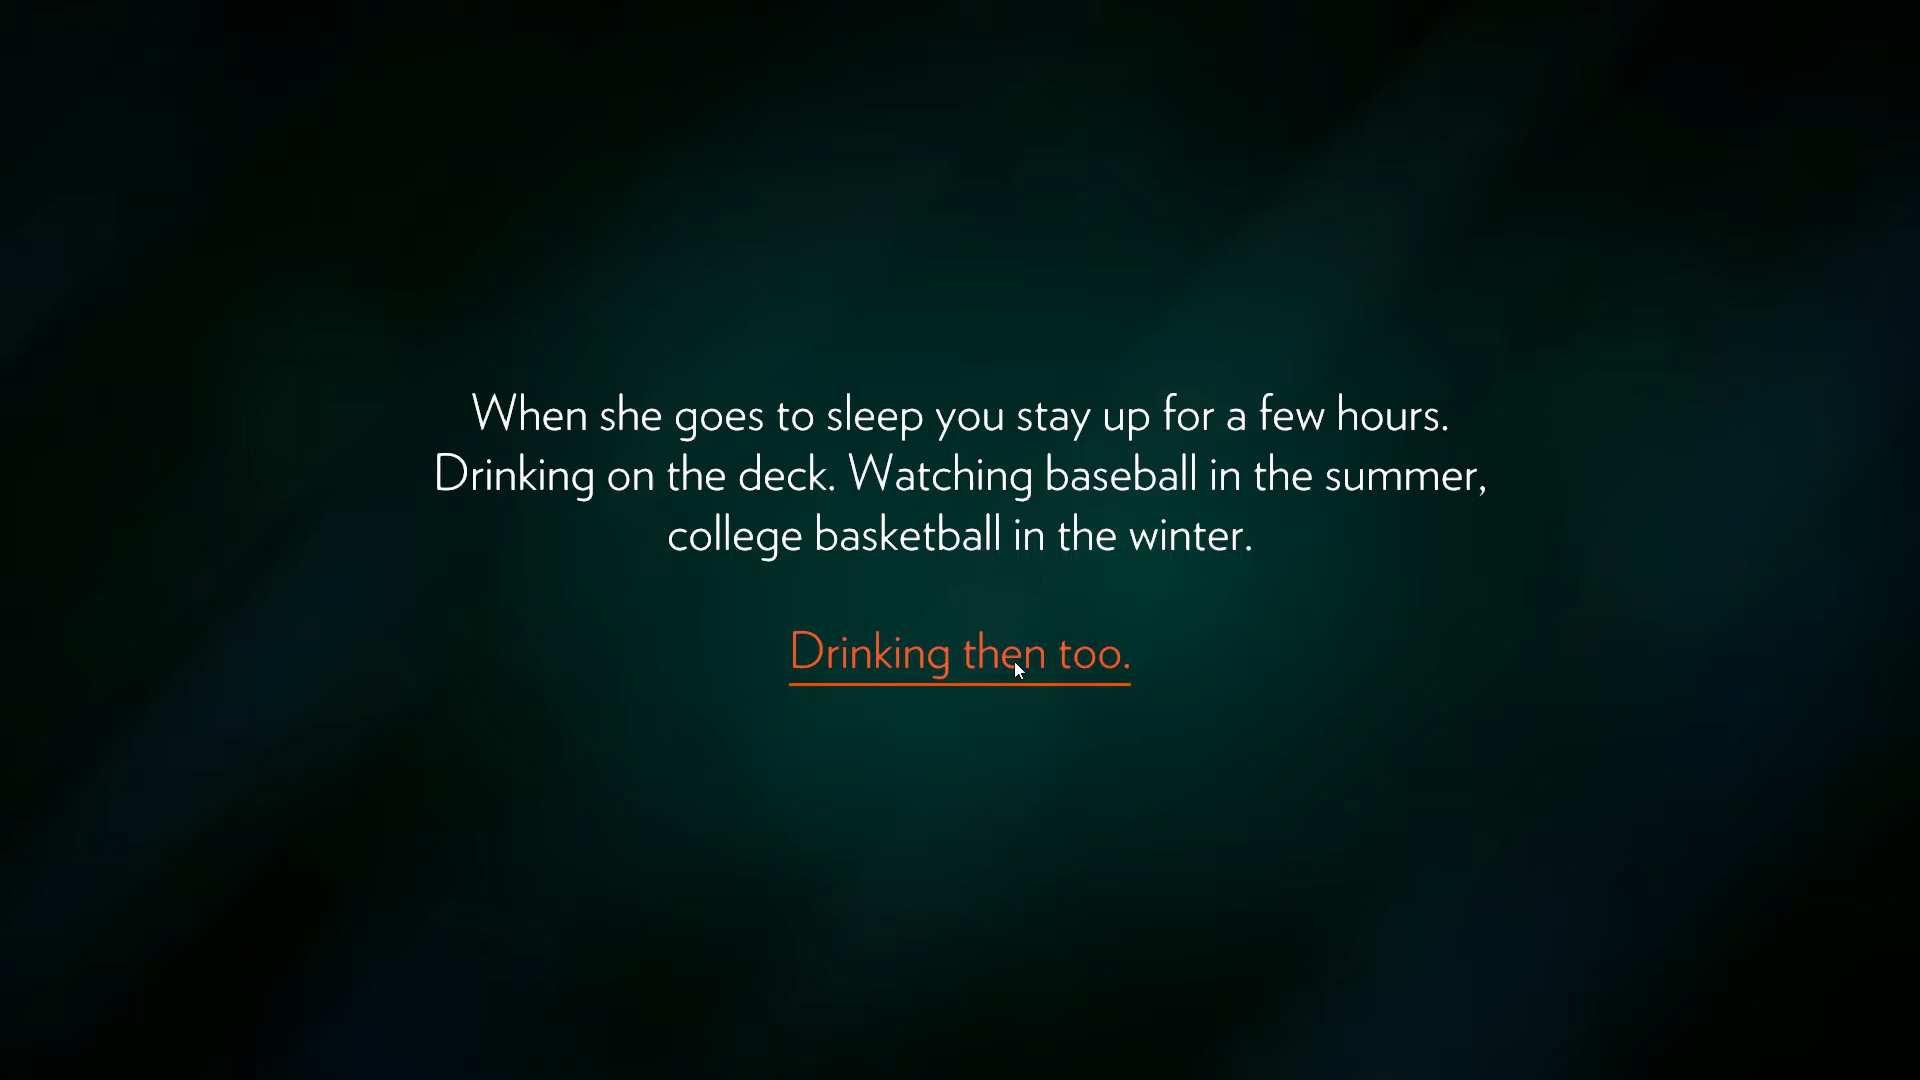 When she goes to sleep you stay up for a few hours.
Drinking on the deck. Watching baseball in the summer,
college basketball in the winter.
Drinking then too.